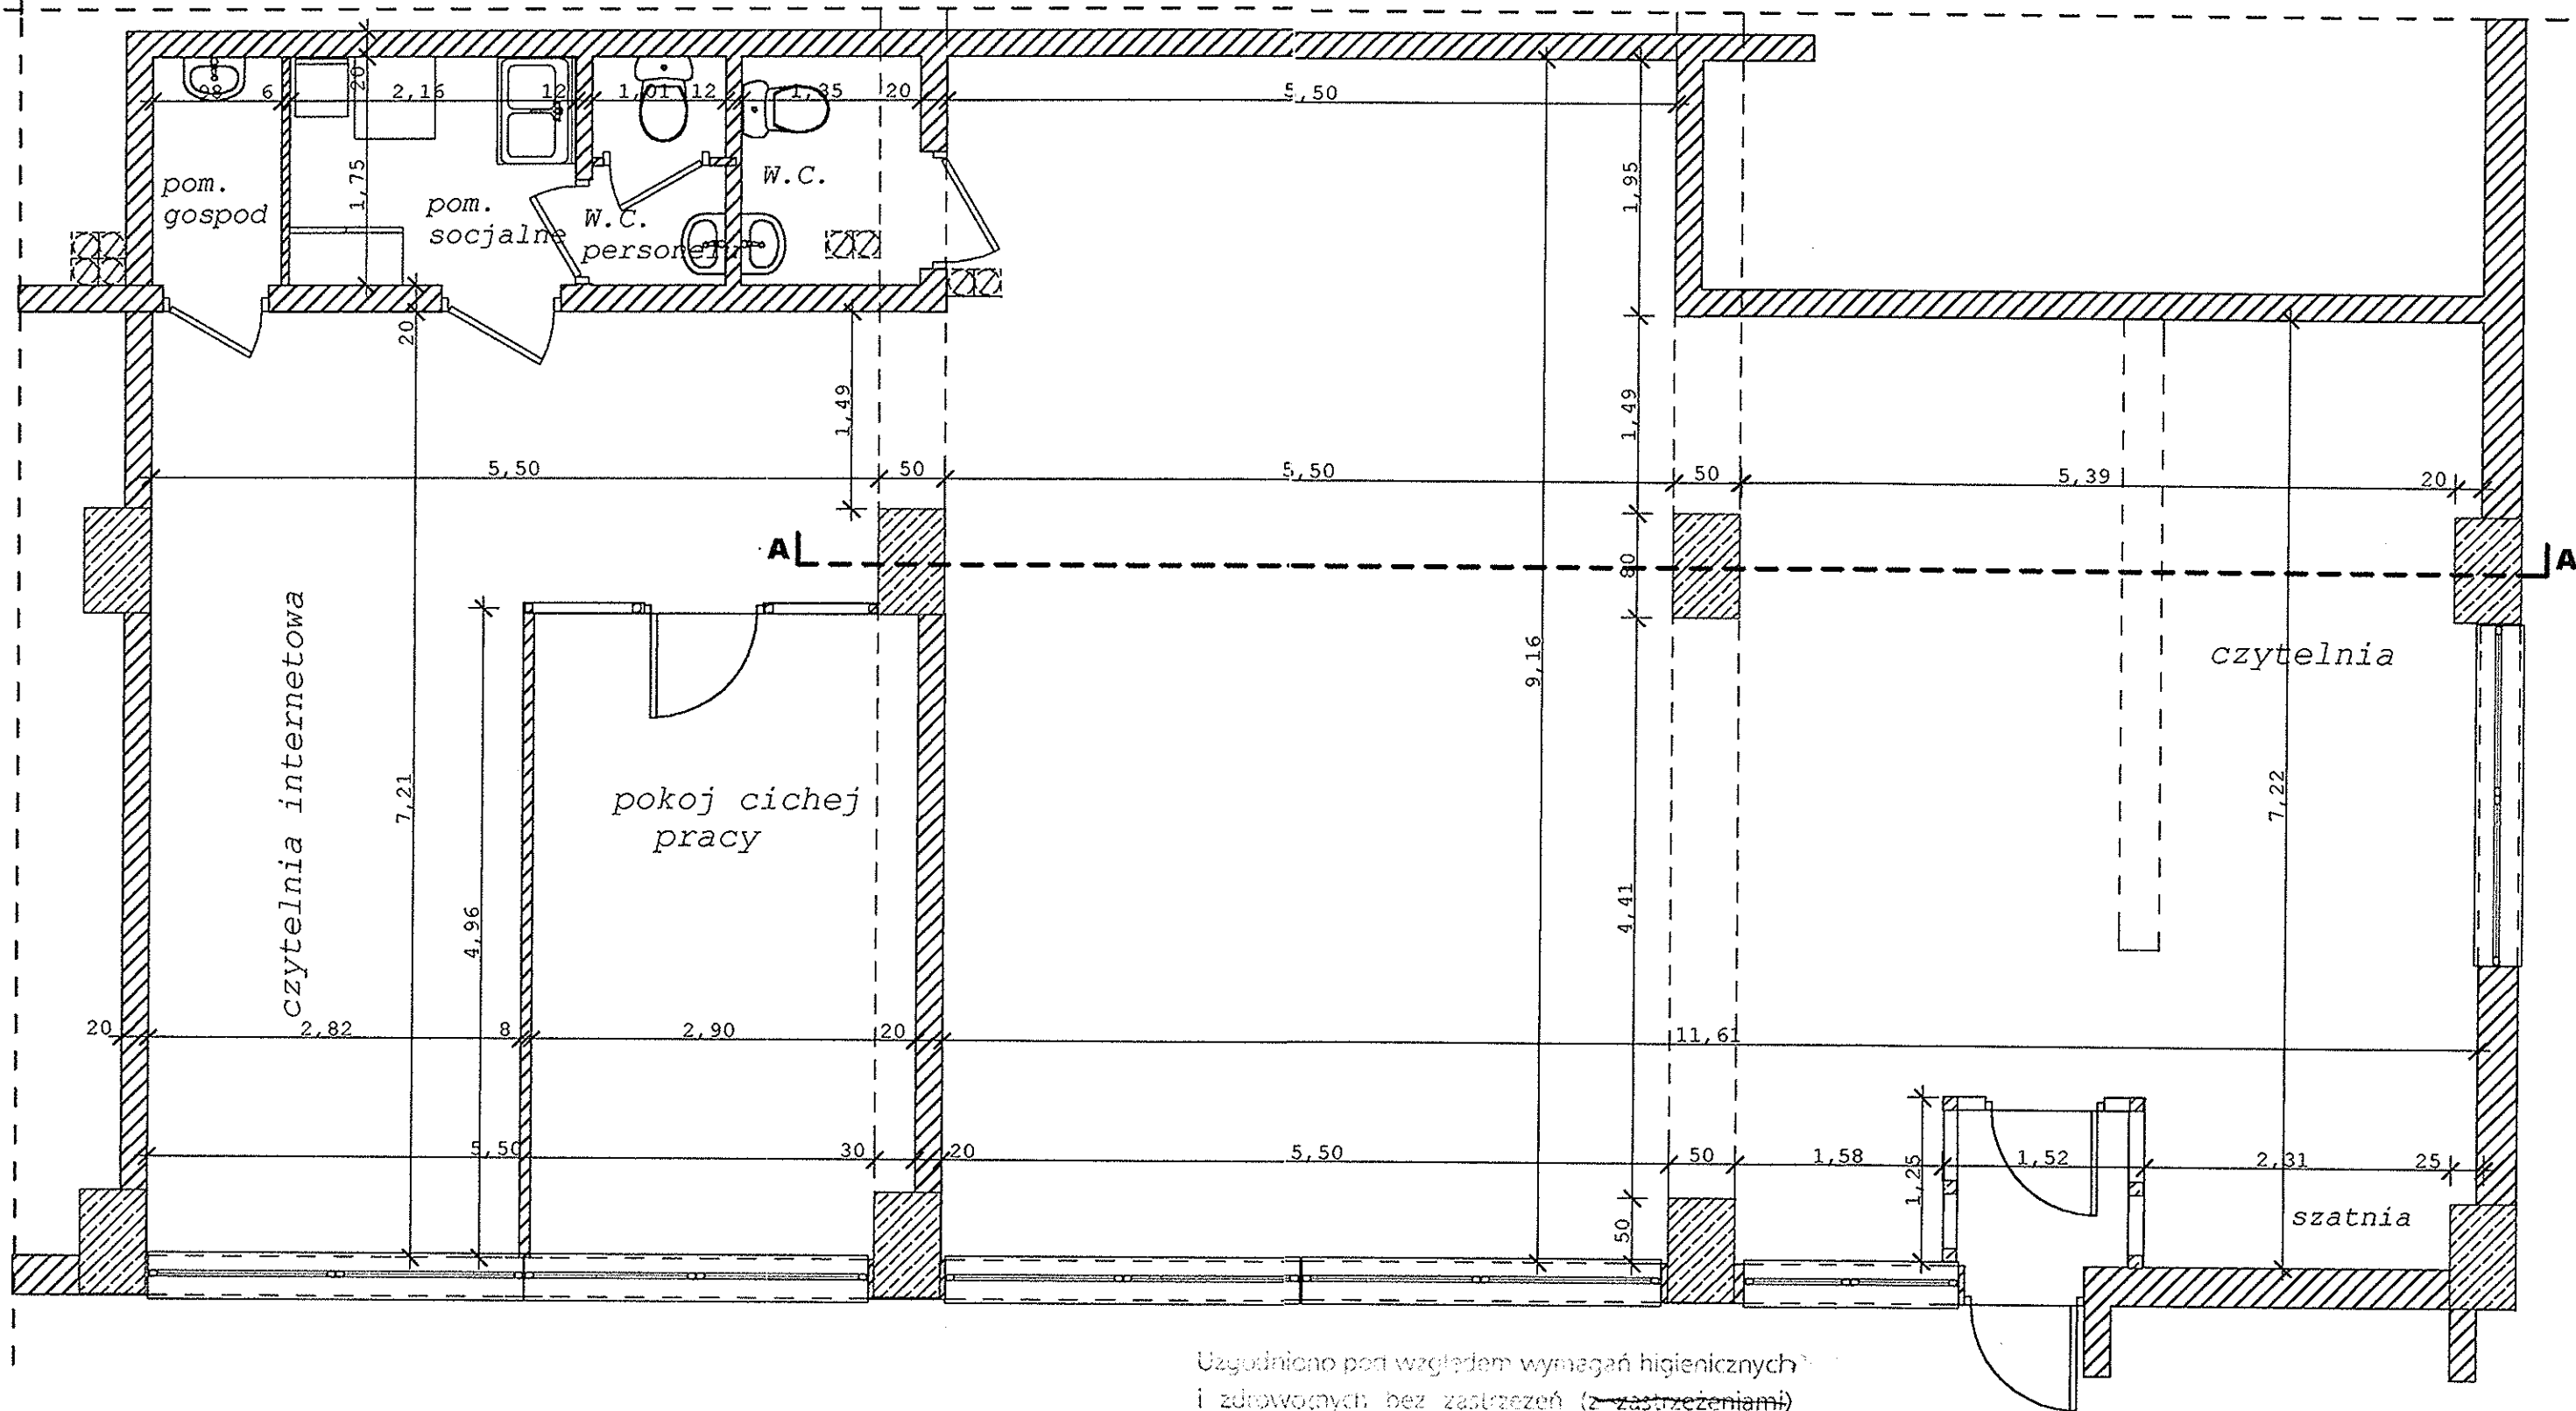 98
6
20
2,16
12
1,01
12
1,35
20
5,50
1,75
1,95
pom.
gospod
pom.
socjalne
W.C.
personelu
W.C.
20
1,49
1,49
5,50
50
5,50
50
5,39
20
A
A
80
czytelnia internetowa
7,21
4,96
pokoj cichej
pracy
9,16
4,41
czytelnia
7,22
20
2,82
8
2,90
20
11,61
5,50
30
20
5,50
50
1,58
1,25
1,52
2,31
25
50
szatnia
Uzgodniono pod względem wymagań higienicznych
i zdrowotnych bez zastrzeżeń (z zastrzeżeniami)